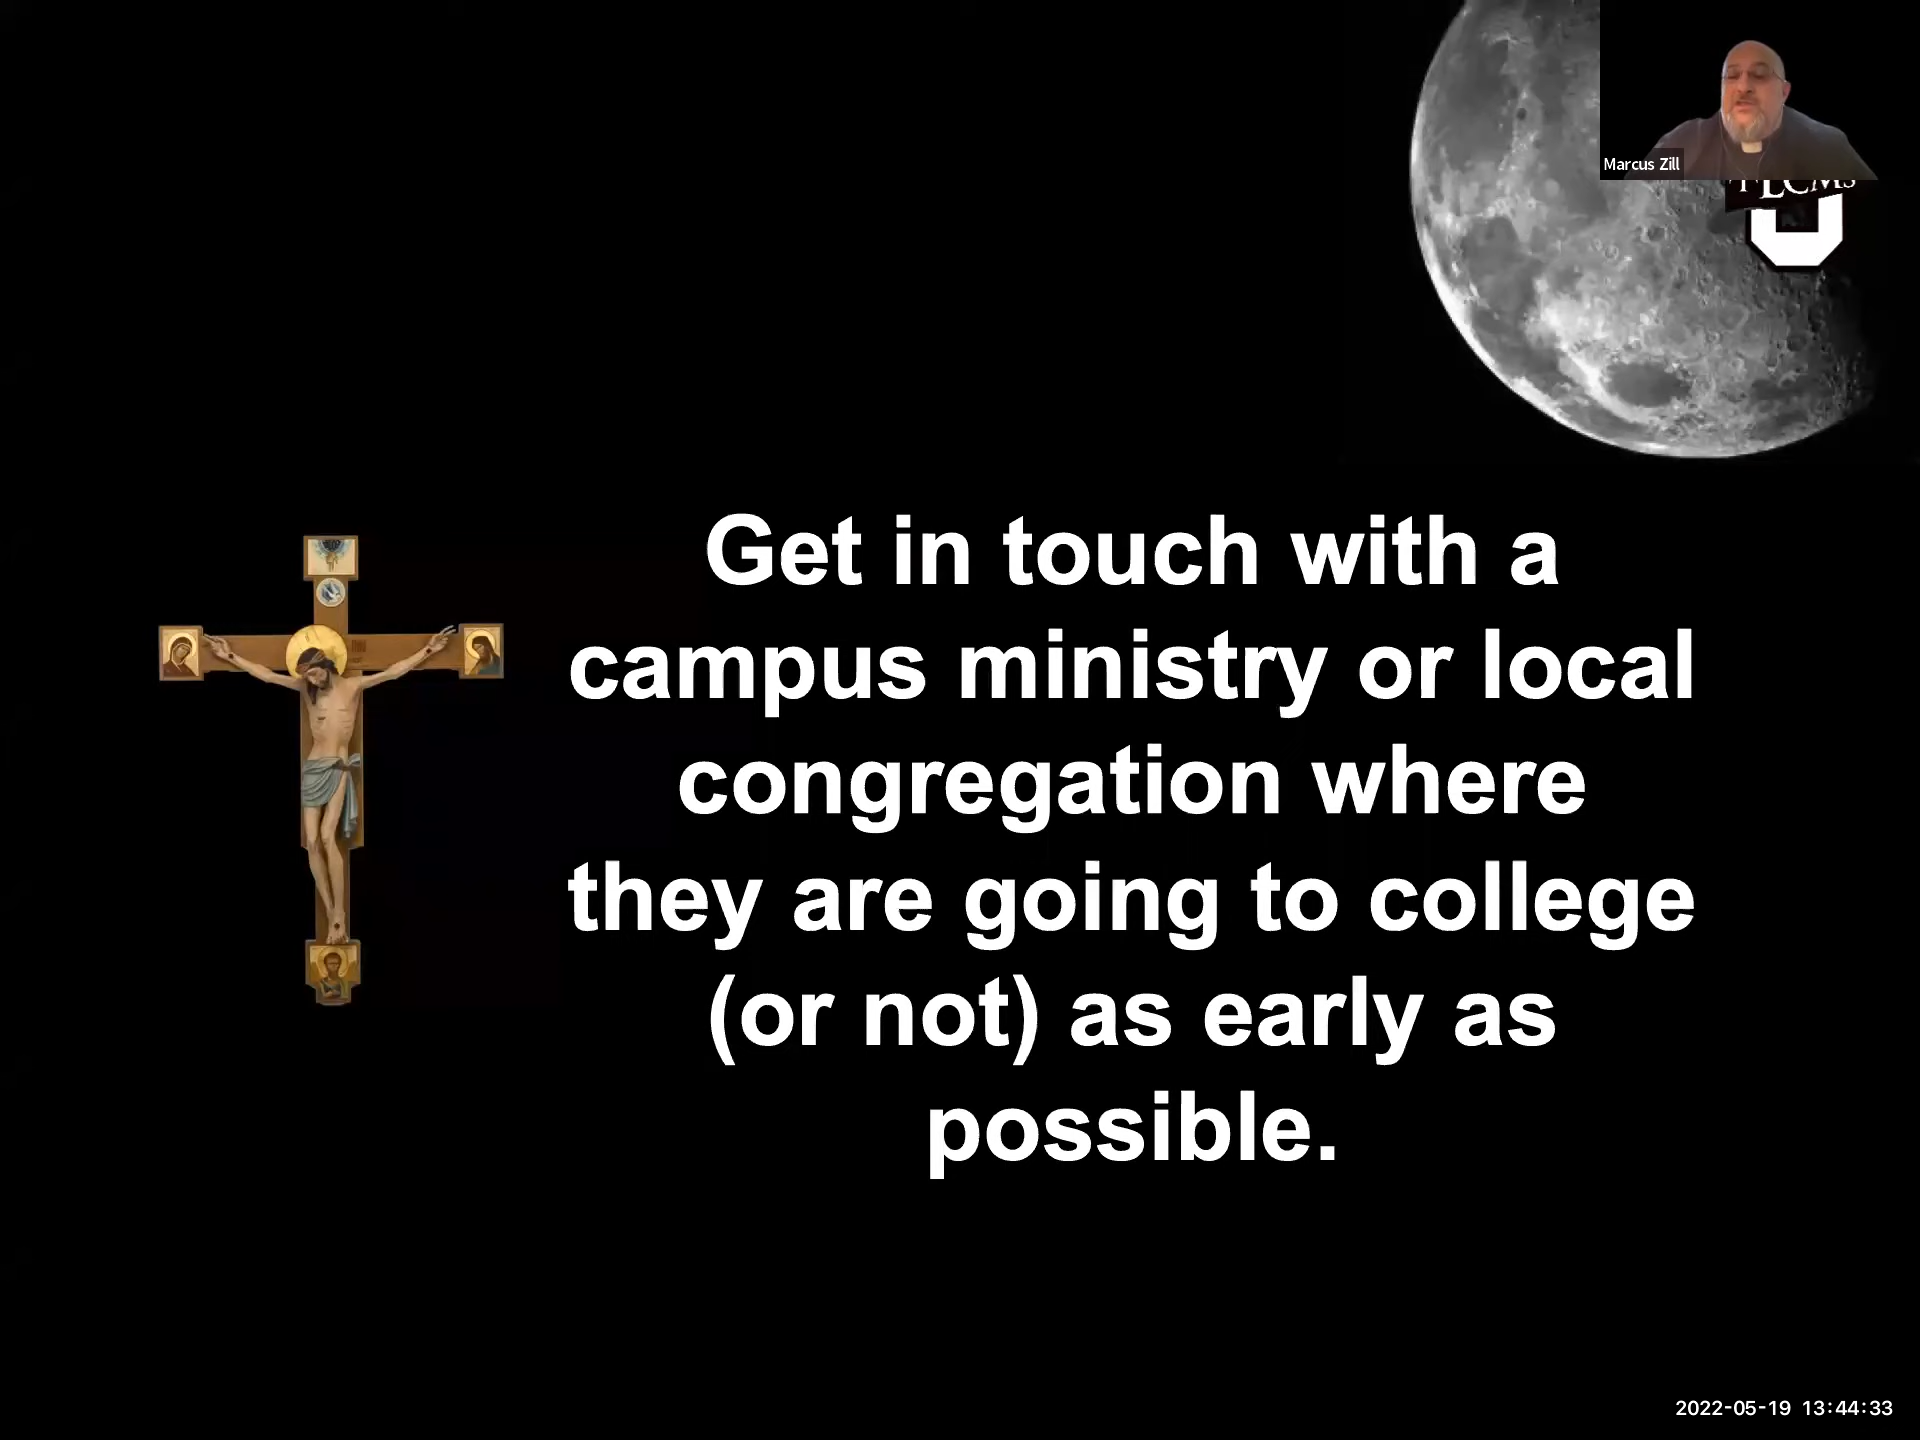 Marcus Zill
LCMS
U
Get in touch with a
campus ministry or local
congregation where
they are going to college
(or not) as early as
possible.
2022-05-19 13:44:33